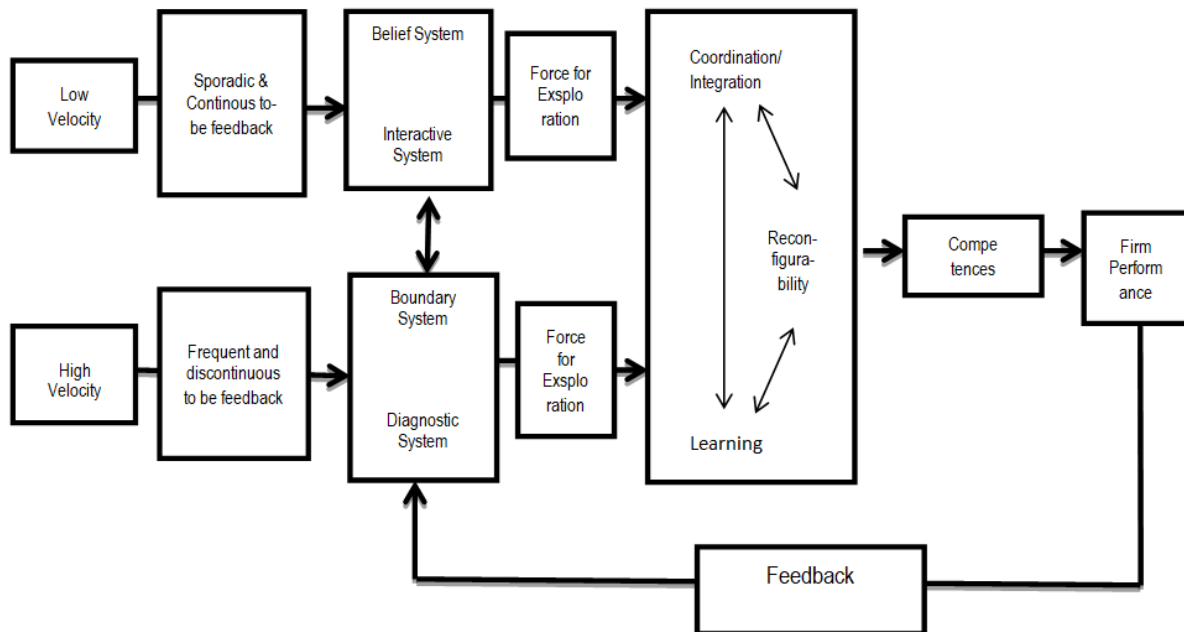 Low
Velocity
Sporadic &
Continous to-
be feedback
Belief System
Interactive
System
Force for
Exsplo
ration
Coordination/
Integration
Recon-
figura-
bility
Learning
Compe
tences
Firm
Perform
ance
High
Velocity
Frequent and
discontinuous
to be feedback
Boundary
System
Diagnostic
System
Force
for
Exsplo
ration
Feedback